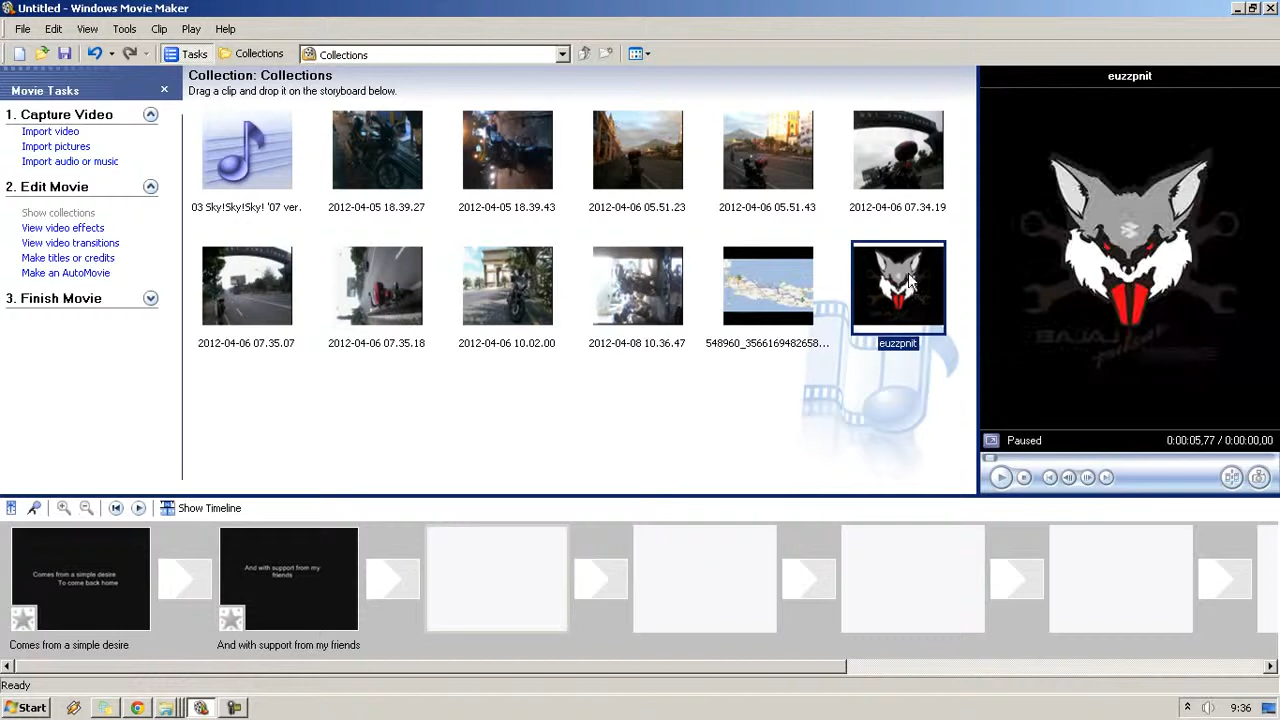 Untitled - Windows Movie Maker
File Edit View Tools Clip Play Help
Tasks Collections Collections
Movie Tasks
1. Capture Video
Import video
Import pictures
Import audio or music
2. Edit Movie
Show collections
View video effects
View video transitions
Make titles or credits
Make an AutoMovie
3. Finish Movie
Collection: Collections
Drag a clip and drop it on the storyboard below.
03 Sky!Sky!Sky! '07 ver. 2012-04-05 18.39.27 2012-04-05 18.39.43 2012-04-06 05.51.23 2012-04-06 05.51.43 2012-04-06 07.34.19
2012-04-06 07.35.07 2012-04-06 07.35.18 2012-04-06 10.02.00 2012-04-08 10.36.47 548960_3566169482658... euzzpnit
euzzpnit
Paused 0:00:05,77 / 0:00:00,00
Show Timeline
Comes from a simple desire
To come back home
And with support from my
friends
Comes from a simple desire And with support from my friends
Ready
Start 9:36